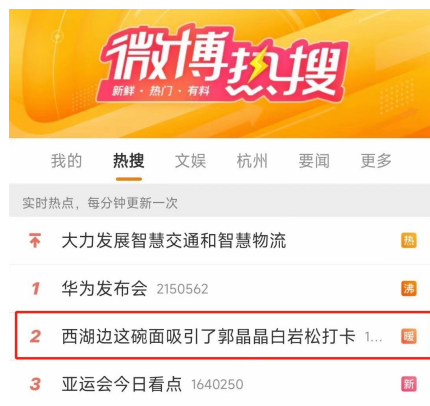 微博热搜
新鲜·热门·有料
我的 热搜 文娱 杭州 要闻 更多
实时热点，每分钟更新一次
大力发展智慧交通和智慧物流 热
1 华为发布会 2150562 沸
2 西湖边这碗面吸引了郭晶晶白岩松打卡 1... 暖
3 亚运会今日看点 1640250 新